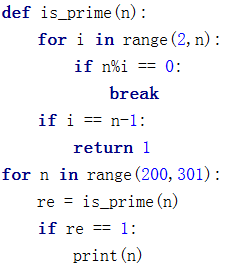 def is_prime(n):
    for i in range(2,n):
        if n%i == 0:
            break
    if i == n-1:
        return 1
for n in range(200,301):
    re = is_prime(n)
    if re == 1:
        print(n)